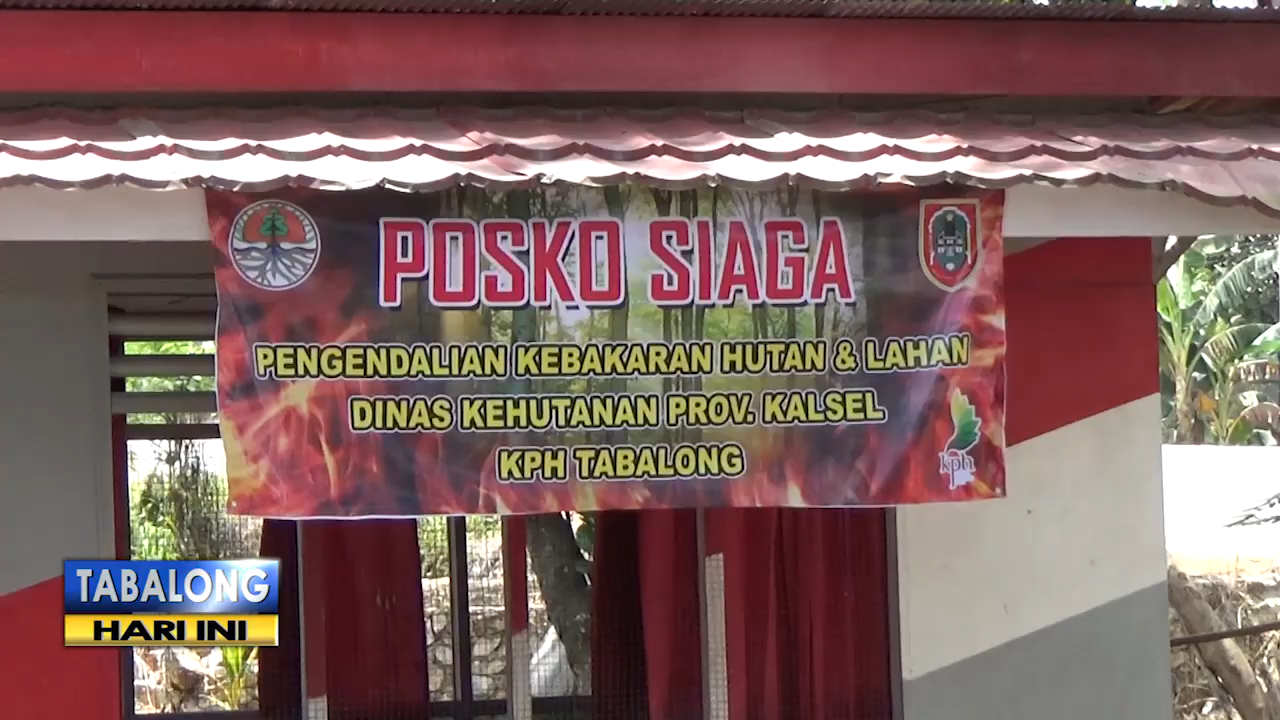 POSKO SIAGA
PENGENDALIAN KEBAKARAN HUTAN & LAHAN
DINAS KEHUTANAN PROV. KALSEL
KPH TABALONG
kph
TABALONG
HARI INI